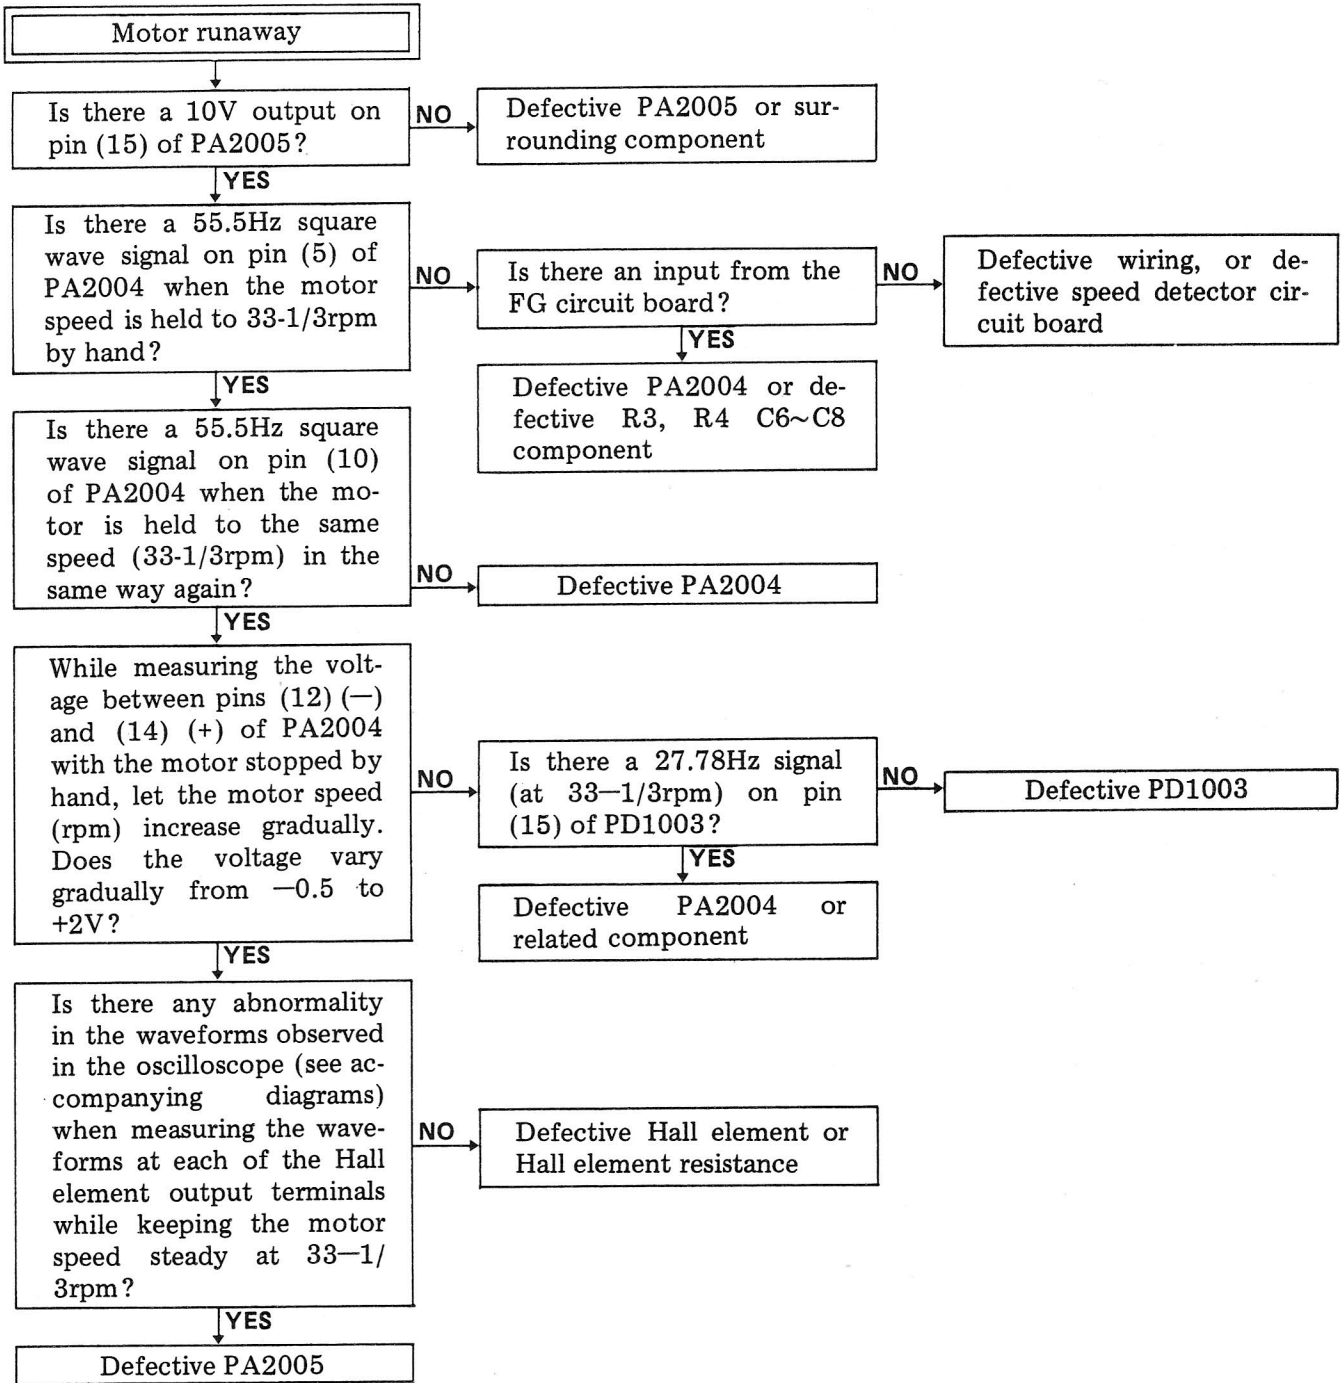 Motor runaway
Is there a 10V output on
pin (15) of PA2005?
NO
Defective PA2005 or sur-
rounding component
YES
Is there a 55.5Hz square
wave signal on pin (5) of
PA2004 when the motor
speed is held to 33-1/3rpm
by hand?
NO
Is there an input from the
FG circuit board?
NO
Defective wiring, or de-
fective speed detector cir-
cuit board
YES
Defective PA2004 or de-
fective R3, R4 C6~C8
component
YES
Is there a 55.5Hz square
wave signal on pin (10)
of PA2004 when the mo-
tor is held to the same
speed (33-1/3rpm) in the
same way again?
NO
Defective PA2004
YES
While measuring the volt-
age between pins (12) (—)
and (14) (+) of PA2004
with the motor stopped by
hand, let the motor speed
(rpm) increase gradually.
Does the voltage vary
gradually from —0.5 to
+2V?
NO
Is there a 27.78Hz signal
(at 33—1/3rpm) on pin
(15) of PD1003?
NO
Defective PD1003
YES
Defective PA2004 or
related component
YES
Is there any abnormality
in the waveforms observed
in the oscilloscope (see ac-
companying diagrams)
when measuring the wave-
forms at each of the Hall
element output terminals
while keeping the motor
speed steady at 33—1/
3rpm?
NO
Defective Hall element or
Hall element resistance
YES
Defective PA2005